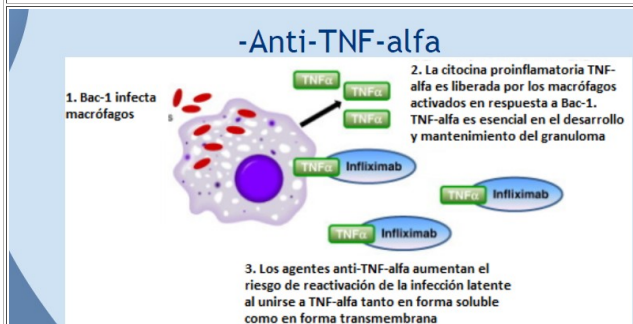 -Anti-TNF-alfa
1. Bac-1 infecta
macrófagos
s
TNFα
TNFα
TNFα
2. La citocina proinflamatoria TNF-
alfa es liberada por los macrófagos
activados en respuesta a Bac-1.
TNF-alfa es esencial en el desarrollo
y mantenimiento del granuloma
TNFα Infliximab
TNFα Infliximab
TNFα Infliximab
3. Los agentes anti-TNF-alfa aumentan el
riesgo de reactivación de la infección latente
al unirse a TNF-alfa tanto en forma soluble
como en forma transmembrana